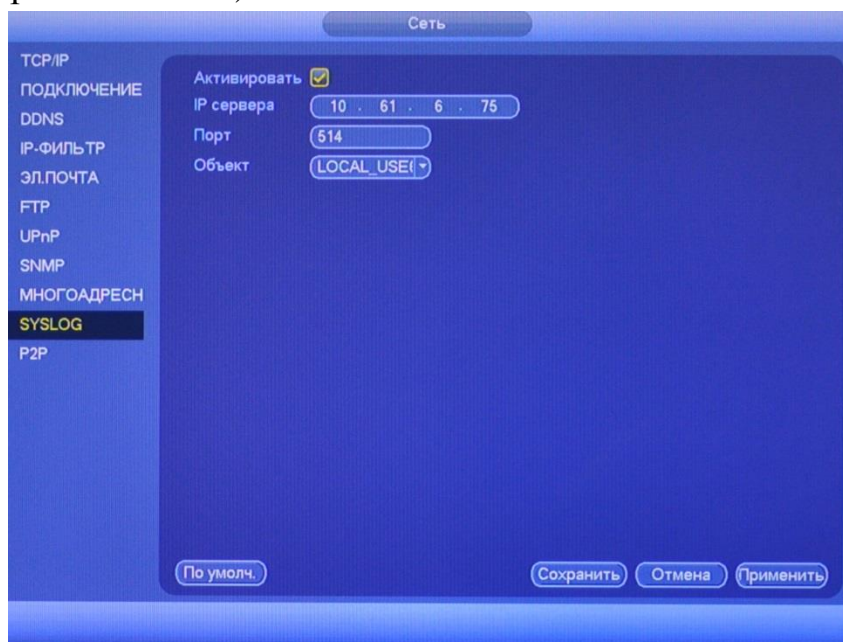 Сеть
TCP/IP
ПОДКЛЮЧЕНИЕ
DDNS
IP-ФИЛЬТР
ЭЛ.ПОЧТА
FTP
UPnP
SNMP
МНОГОАДРЕСН
SYSLOG
P2P
Активировать
IP сервера 10 . 61 . 6 . 75
Порт 514
Объект
По умолч. Сохранить Отмена Применить